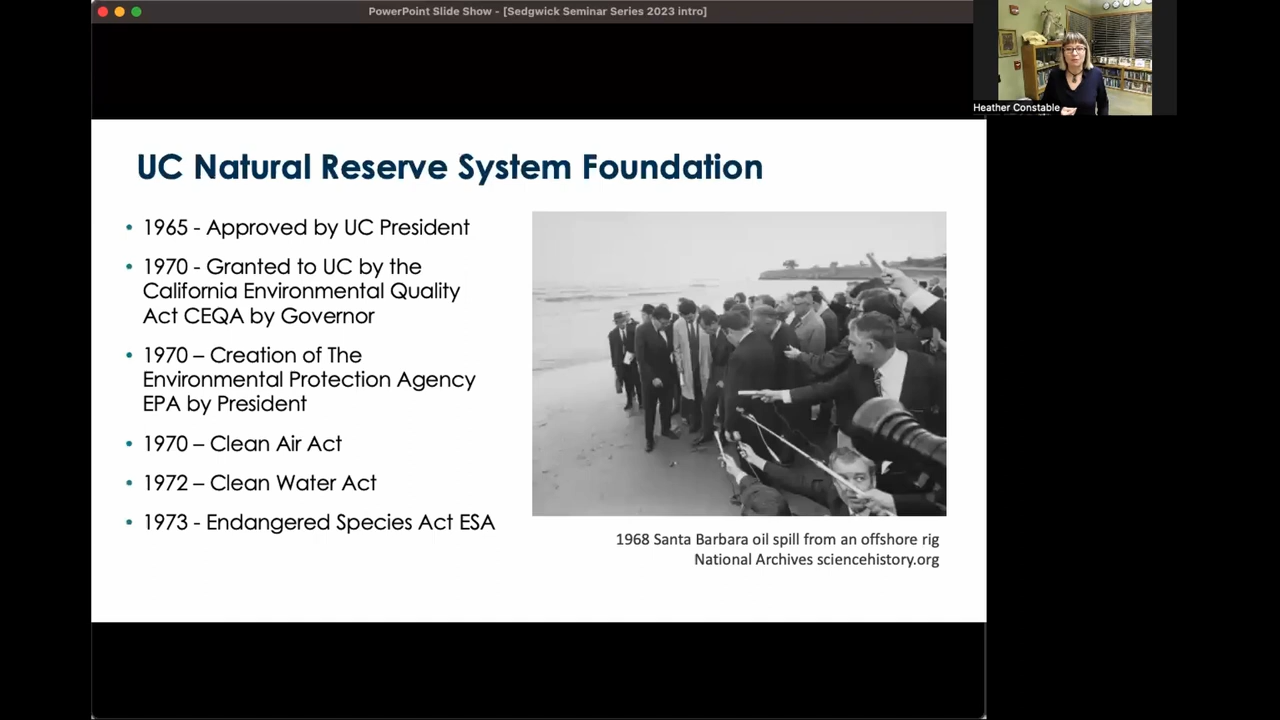 PowerPoint Slide Show - [Sedgwick Seminar Series 2023 intro]
Heather Constable
UC Natural Reserve System Foundation
• 1965 - Approved by UC President
• 1970 - Granted to UC by the
California Environmental Quality
Act CEQA by Governor
• 1970 – Creation of The
Environmental Protection Agency
EPA by President
• 1970 – Clean Air Act
• 1972 – Clean Water Act
• 1973 - Endangered Species Act ESA
1968 Santa Barbara oil spill from an offshore rig
National Archives sciencehistory.org